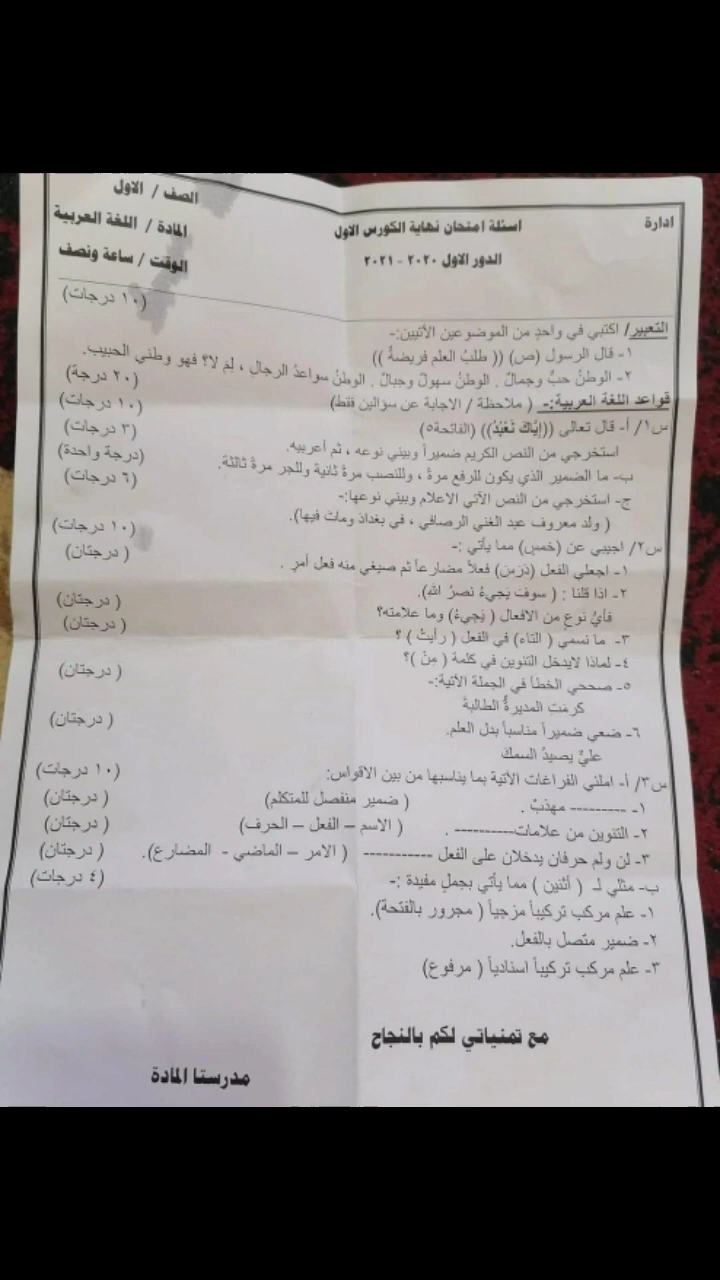 الصف / الاول
ادارة
اسئلة امتحان نهاية الكورس الاول
المادة / اللغة العربية
الدور الاول ٢٠٢٠ - ٢٠٢١
الوقت / ساعة ونصف
التعبير/ اكتبي في واحدٍ من الموضوعين الأتيين:- (١٠ درجات)
١- قال الرسول (ص) (( طلبُ العلم فريضةٌ ))
٢- الوطنُ حبٌ وجمالٌ . الوطنُ سهولٌ وجبالٌ . الوطنُ سواعدُ الرجالِ ، لِمَ لا؟ فهو وطني الحبيب.
قواعد اللغة العربية:- ( ملاحظة / الاجابة عن سؤالين فقط) (٢٠ درجة)
س١/ أ- قال تعالى ((إِيَّاكَ نَعْبُدُ)) (الفاتحة٥) (١٠ درجات)
استخرجي من النص الكريم ضميراً وبيني نوعه ، ثم أعربيه. (٣ درجات)
ب- ما الضمير الذي يكون للرفع مرةً ، وللنصب مرةً ثانية وللجر مرةً ثالثة. (درجة واحدة)
ج- استخرجي من النص الآتي الاعلام وبيني نوعها:- (٦ درجات)
( ولد معروف عبد الغني الرصافي ، في بغداد ومات فيها).
س٢/ اجيبي عن (خمسٍ) مما يأتي :- (١٠ درجات)
١- اجعلي الفعل (دَرَسَ) فعلاً مضارعاً ثم صيغي منه فعل أمرٍ . ( درجتان)
٢- اذا قلنا : ( سوفَ يَجيءُ نصرُ اللهِ).
فأيُّ نوعٍ من الافعال ( يَجيءُ) وما علامته؟ ( درجتان)
٣- ما نسمي ( التاء) في الفعل ( رأيتُ ) ؟ ( درجتان)
٤- لماذا لايدخل التنوين في كلمة ( مِنْ )؟
٥- صححي الخطأ في الجملة الأتية:- ( درجتان)
كرمَتِ المديرةُ الطالبةَ
٦- ضعي ضميراً مناسباً بدل العلم. ( درجتان)
عليٌ يصيدُ السمكَ
س٣/ أ- املئي الفراغات الأتية بما يناسبها من بين الاقواس: (١٠ درجات)
١- --------- مهذبٌ . ( ضمير منفصل للمتكلم) ( درجتان)
٢- التنوين من علامات---------- . ( الاسم – الفعل – الحرف) ( درجتان)
٣- لن ولم حرفان يدخلان على الفعل ----------- ( الامر – الماضي - المضارع). ( درجتان)
ب- مثلي لـ ( أثنين ) مما يأتي بجملٍ مفيدة :- (٤ درجات)
١- علم مركب تركيباً مزجياً ( مجرور بالفتحة).
٢- ضمير متصل بالفعل.
٣- علم مركب تركيباً اسنادياً ( مرفوع)
مع تمنياتي لكم بالنجاح
مدرستا المادة